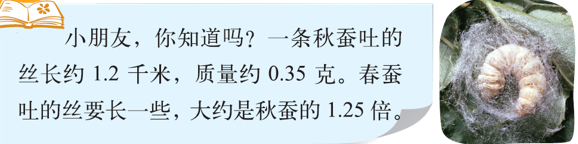 小朋友，你知道吗？一条秋蚕吐的
丝长约 1.2 千米，质量约 0.35 克。春蚕
吐的丝要长一些，大约是秋蚕的 1.25 倍。